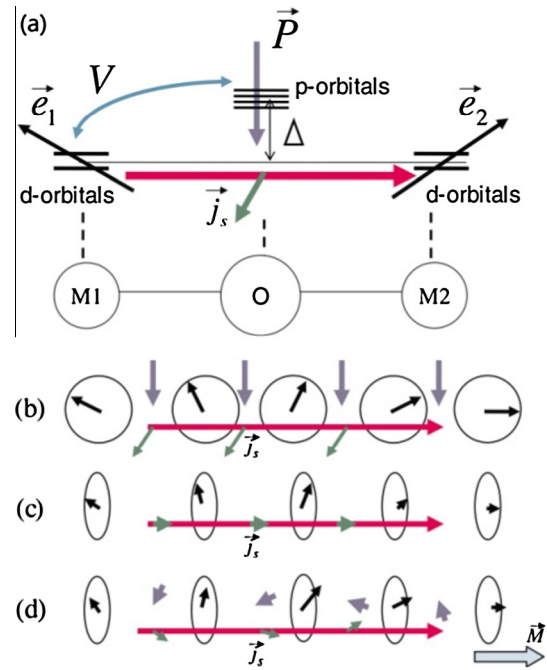 (a)
P
V
p-orbitals
e1
e2
Δ
d-orbitals
js
d-orbitals
M1
O
M2
(b)
js
(c)
js
(d)
M
js